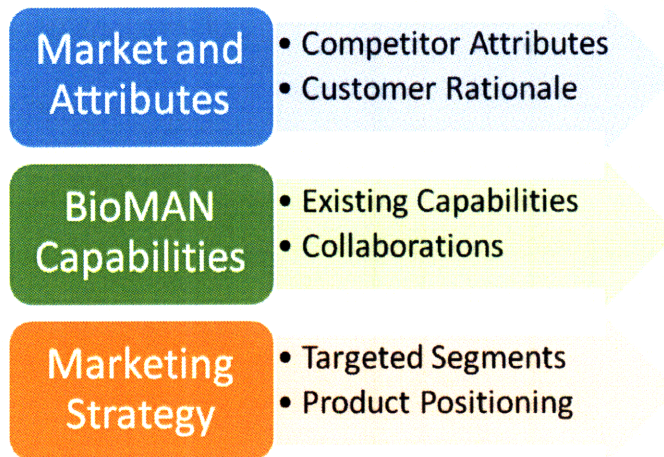 Market and
Attributes
• Competitor Attributes
• Customer Rationale
BioMAN
Capabilities
• Existing Capabilities
• Collaborations
Marketing
Strategy
• Targeted Segments
• Product Positioning